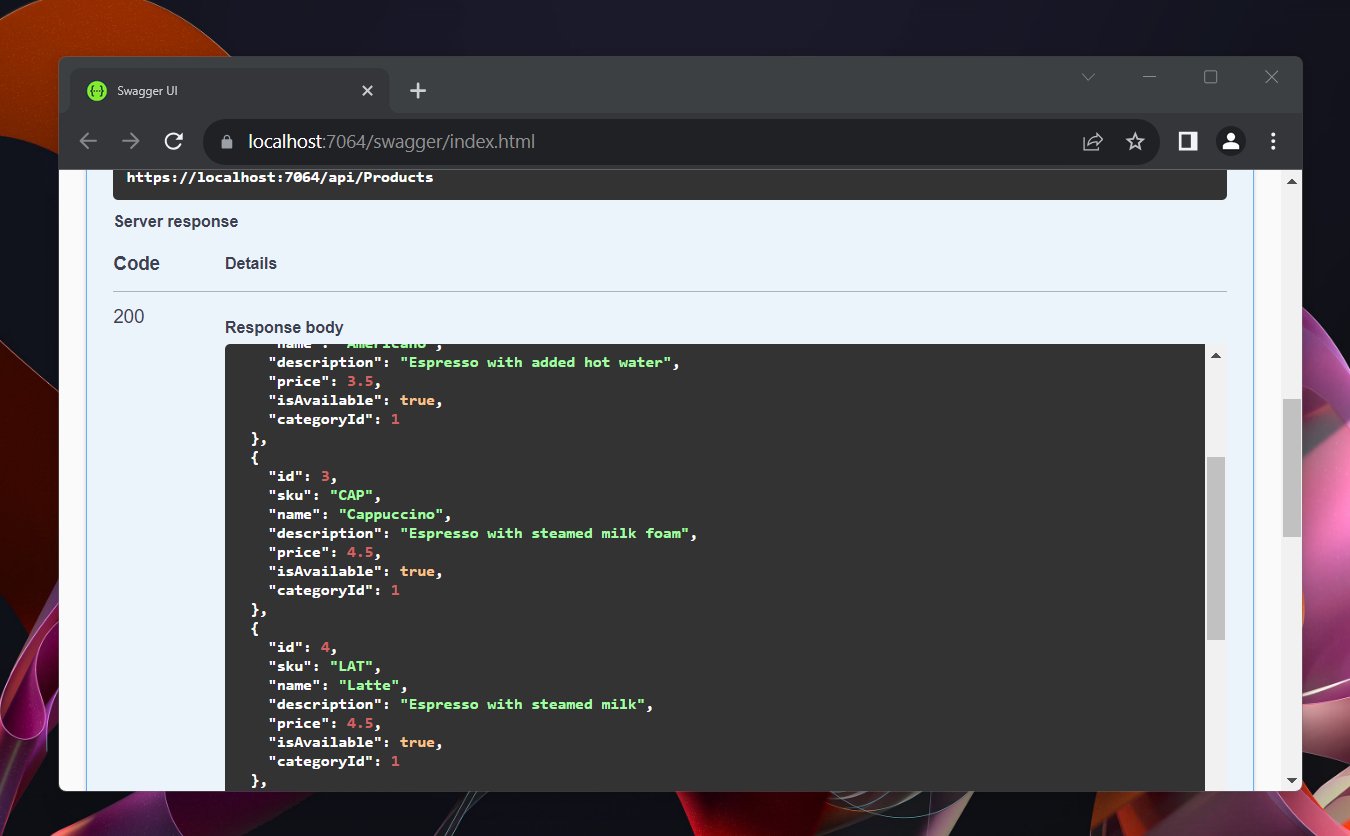 Swagger UI
localhost:7064/swagger/index.html
https://localhost:7064/api/Products
Server response
Code Details
200
Response body
"name": "Americano",
"description": "Espresso with added hot water",
"price": 3.5,
"isAvailable": true,
"categoryId": 1
},
{
"id": 3,
"sku": "CAP",
"name": "Cappuccino",
"description": "Espresso with steamed milk foam",
"price": 4.5,
"isAvailable": true,
"categoryId": 1
},
{
"id": 4,
"sku": "LAT",
"name": "Latte",
"description": "Espresso with steamed milk",
"price": 4.5,
"isAvailable": true,
"categoryId": 1
},